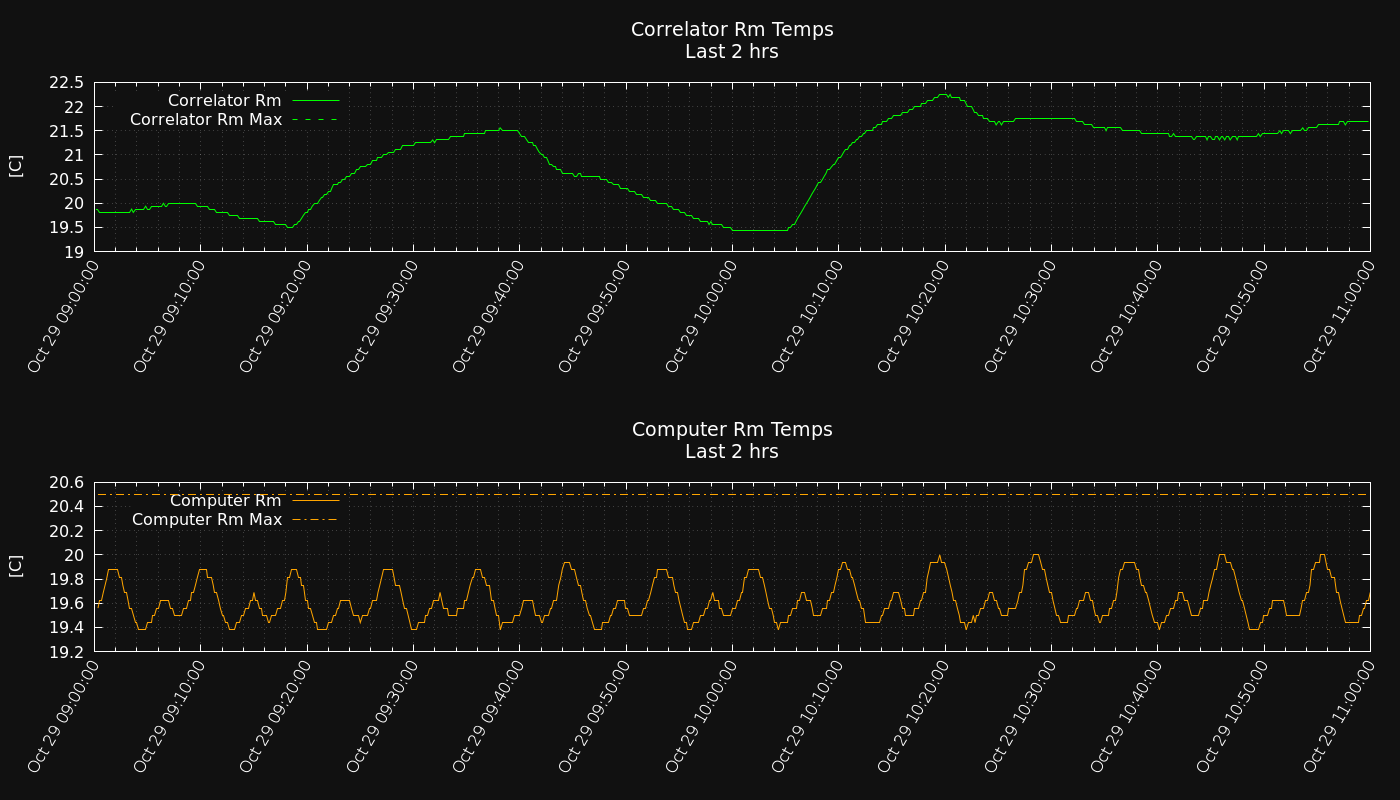 Correlator Rm Temps
Last 2 hrs
22.5
22
21.5
21
20.5
20
19.5
19
[C]
Correlator Rm
Correlator Rm Max
Oct 29 09:00:00
Oct 29 09:10:00
Oct 29 09:20:00
Oct 29 09:30:00
Oct 29 09:40:00
Oct 29 09:50:00
Oct 29 10:00:00
Oct 29 10:10:00
Oct 29 10:20:00
Oct 29 10:30:00
Oct 29 10:40:00
Oct 29 10:50:00
Oct 29 11:00:00
Computer Rm Temps
Last 2 hrs
20.6
20.4
20.2
20
19.8
19.6
19.4
19.2
[C]
Computer Rm
Computer Rm Max
Oct 29 09:00:00
Oct 29 09:10:00
Oct 29 09:20:00
Oct 29 09:30:00
Oct 29 09:40:00
Oct 29 09:50:00
Oct 29 10:00:00
Oct 29 10:10:00
Oct 29 10:20:00
Oct 29 10:30:00
Oct 29 10:40:00
Oct 29 10:50:00
Oct 29 11:00:00